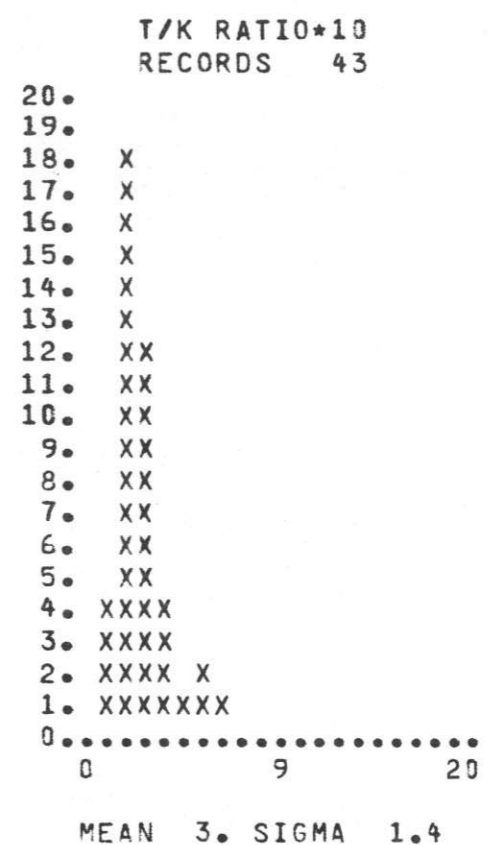 T/K RATIO*10
RECORDS 43
20.
19.
18. X
17. X
16. X
15. X
14. X
13. X
12. XX
11. XX
10. XX
9. XX
8. XX
7. XX
6. XX
5. XX
4. XXXX
3. XXXX
2. XXXX X
1. XXXXXXX
0.....................
0 9 20
MEAN 3. SIGMA 1.4